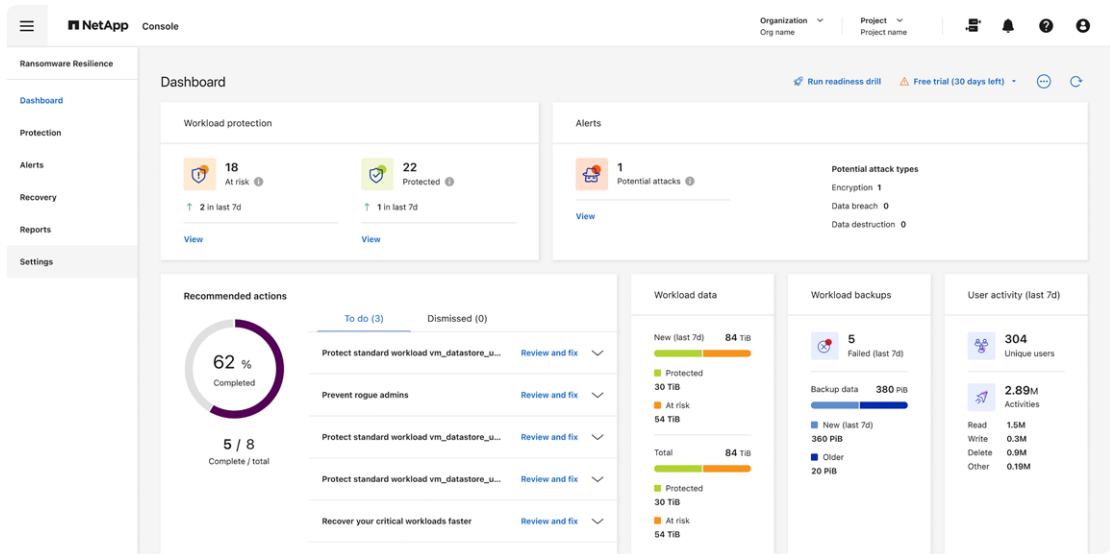 NetApp Console
Organization
Org name
Project
Project name
Ransomware Resilience
Dashboard
Protection
Alerts
Recovery
Reports
Settings
Dashboard
Run readiness drill
Free trial (30 days left)
Workload protection
18
At risk
2 in last 7d
View
22
Protected
1 in last 7d
View
Alerts
1
Potential attacks
View
Potential attack types
Encryption 1
Data breach 0
Data destruction 0
Recommended actions
62 %
Completed
5 / 8
Complete / total
To do (3) Dismissed (0)
Protect standard workload vm_datastore_u... Review and fix
Prevent rogue admins Review and fix
Protect standard workload vm_datastore_u... Review and fix
Protect standard workload vm_datastore_u... Review and fix
Recover your critical workloads faster Review and fix
Workload data
New (last 7d) 84 TiB
Protected
30 TiB
At risk
54 TiB
Total 84 TiB
Protected
30 TiB
At risk
54 TiB
Workload backups
5
Failed (last 7d)
Backup data 380 PiB
New (last 7d)
360 PiB
Older
20 PiB
User activity (last 7d)
304
Unique users
2.89M
Activities
Read 1.5M
Write 0.3M
Delete 0.9M
Other 0.19M